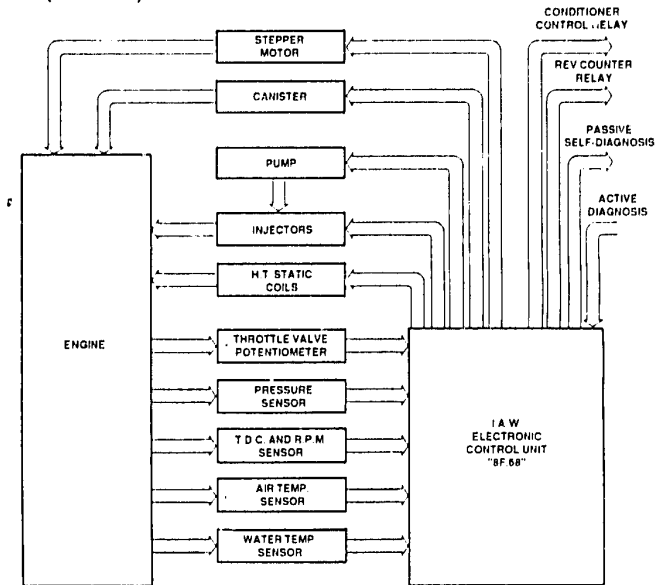 STEPPER
MOTOR
CANISTER
PUMP
INJECTORS
H.T. STATIC
COILS
ENGINE
THROTTLE VALVE
POTENTIOMETER
PRESSURE
SENSOR
T D C. AND R.P.M
SENSOR
AIR TEMP.
SENSOR
WATER TEMP
SENSOR
CONDITIONER
CONTROL RELAY
REV COUNTER
RELAY
PASSIVE
SELF-DIAGNOSIS
ACTIVE
DIAGNOSIS
I A W
ELECTRONIC
CONTROL UNIT
"8F.68"